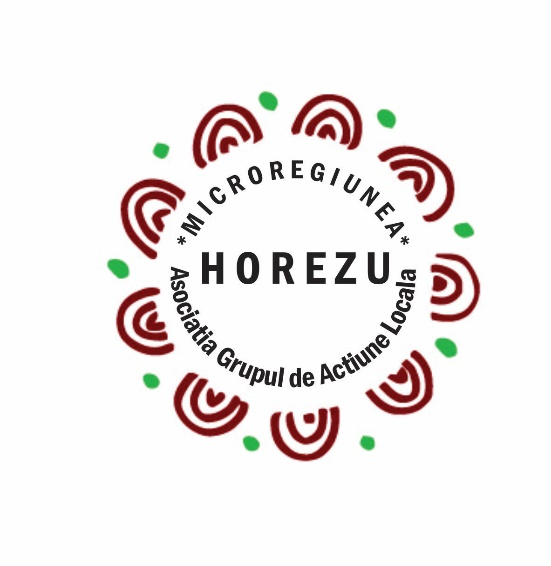 *MICROREGIUNEA*
HOREZU
Asociatia Grupul de Actiune Locala